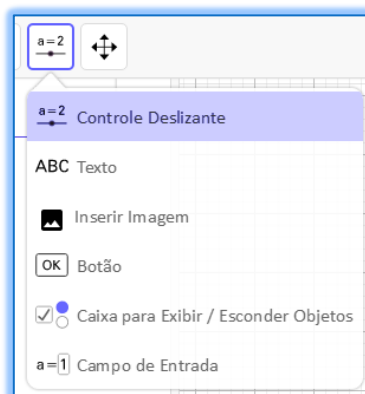 a=2
a=2 Controle Deslizante
ABC Texto
Inserir Imagem
OK Botão
Caixa para Exibir / Esconder Objetos
a=1 Campo de Entrada